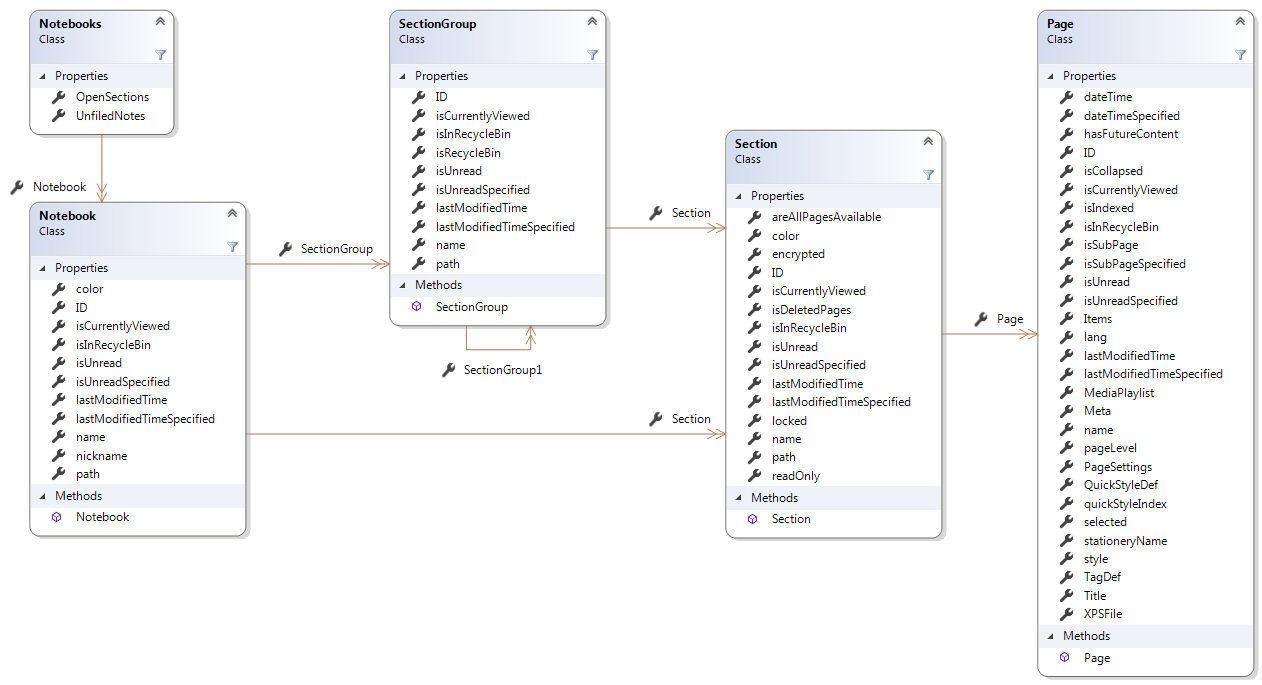 Notebooks
Class
Properties
OpenSections
UnfiledNotes
Notebook
Notebook
Class
Properties
color
ID
isCurrentlyViewed
isInRecycleBin
isUnread
isUnreadSpecified
lastModifiedTime
lastModifiedTimeSpecified
name
nickname
path
Methods
Notebook
SectionGroup
SectionGroup
Class
Properties
ID
isCurrentlyViewed
isInRecycleBin
isRecycleBin
isUnread
isUnreadSpecified
lastModifiedTime
lastModifiedTimeSpecified
name
path
Methods
SectionGroup
SectionGroup1
Section
Section
Section
Class
Properties
areAllPagesAvailable
color
encrypted
ID
isCurrentlyViewed
isDeletedPages
isInRecycleBin
isUnread
isUnreadSpecified
lastModifiedTime
lastModifiedTimeSpecified
locked
name
path
readOnly
Methods
Section
Page
Page
Class
Properties
dateTime
dateTimeSpecified
hasFutureContent
ID
isCollapsed
isCurrentlyViewed
isIndexed
isInRecycleBin
isSubPage
isSubPageSpecified
isUnread
isUnreadSpecified
Items
lang
lastModifiedTime
lastModifiedTimeSpecified
MediaPlaylist
Meta
name
pageLevel
PageSettings
QuickStyleDef
quickStyleIndex
selected
stationeryName
style
TagDef
Title
XPSFile
Methods
Page